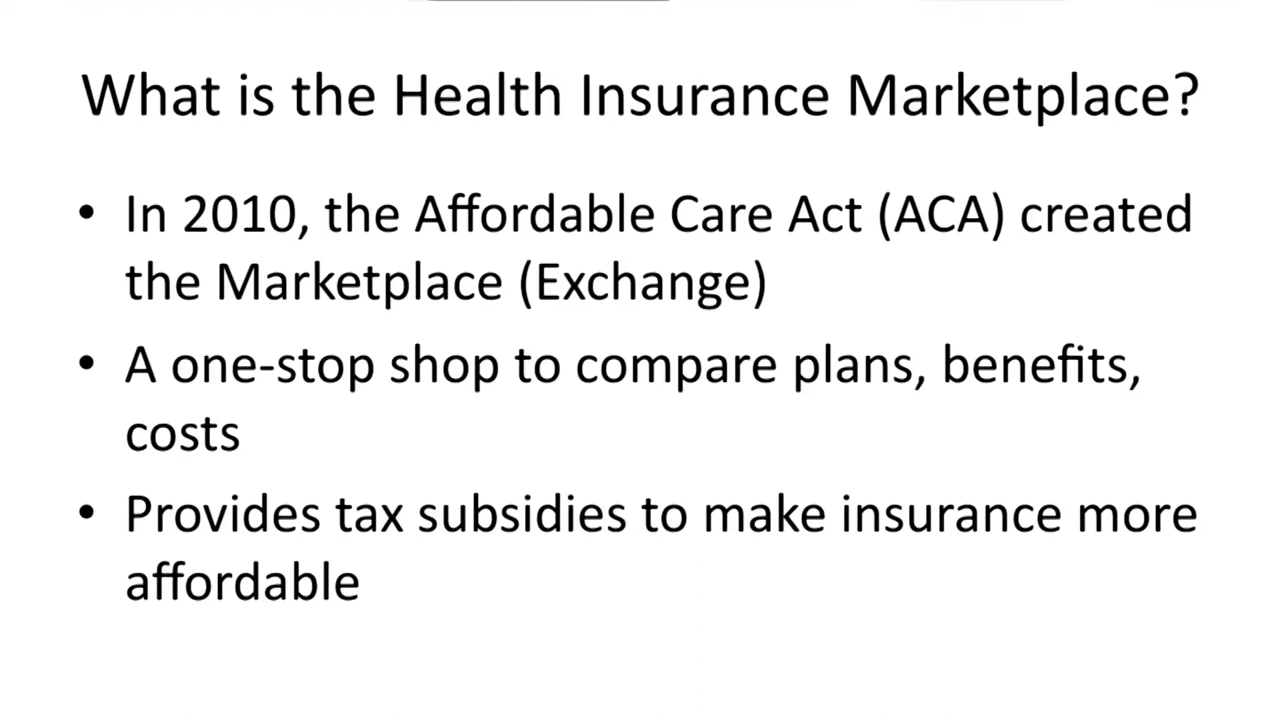 What is the Health Insurance Marketplace?
• In 2010, the Affordable Care Act (ACA) created
the Marketplace (Exchange)
• A one-stop shop to compare plans, benefits,
costs
• Provides tax subsidies to make insurance more
affordable